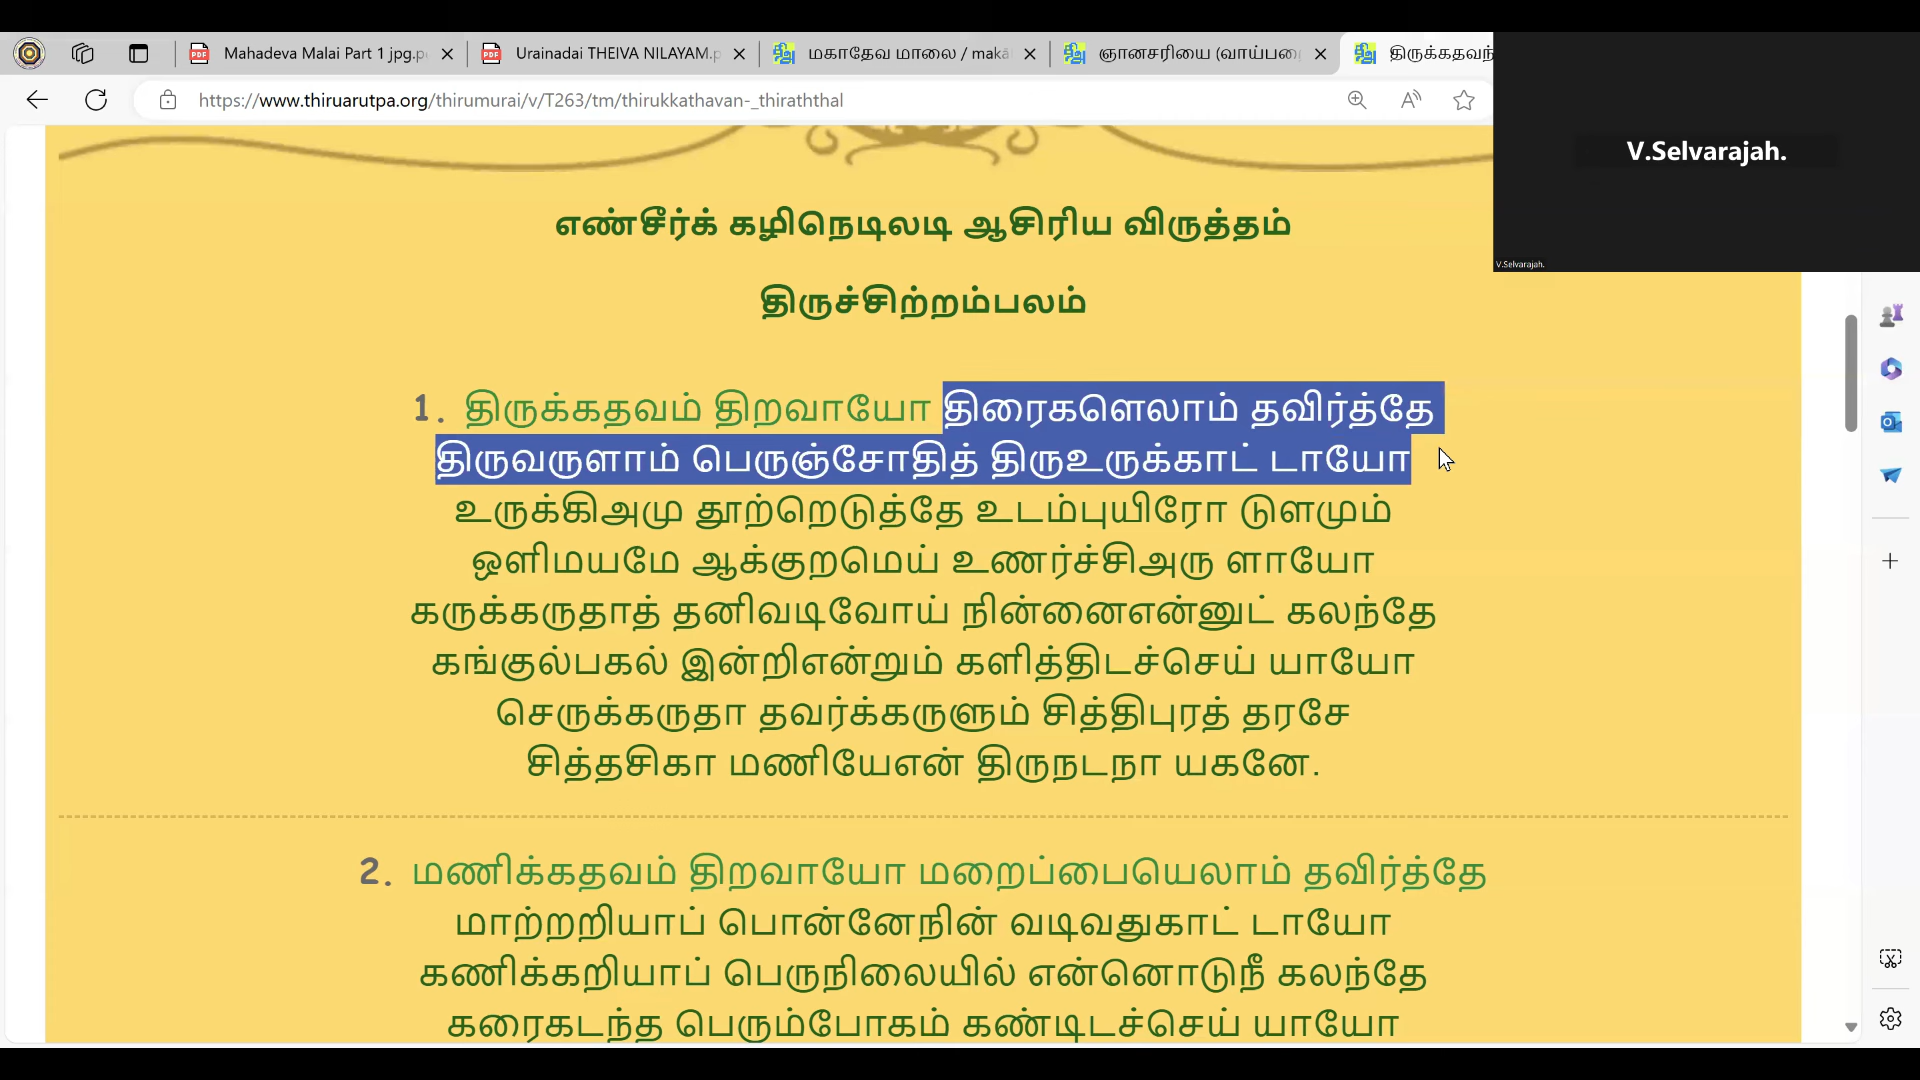 Mahadeva Malai Part 1 jpg.p
Urainadai THEIVA NILAYAM.p
மகாதேவ மாலை / makā
ஞானசரியை (வாய்பறை
திருக்கதவந்
https://www.thiruarutpa.org/thirumurai/v/T263/tm/thirukkathavan-_thiraththal
V.Selvarajah.
V.Selvarajah.
எண்சீர்க் கழிநெடிலடி ஆசிரிய விருத்தம்
திருச்சிற்றம்பலம்
1. திருக்கதவம் திறவாயோ திரைகளெலாம் தவிர்த்தே
திருவருளாம் பெருஞ்சோதித் திருஉருக்காட் டாயோ
உருக்கிஅமு தூற்றெடுத்தே உடம்புயிரோ டுளமும்
ஒளிமயமே ஆக்குறமெய் உணர்ச்சிஅரு ளாயோ
கருக்கருதாத் தனிவடிவோய் நின்னைஎன்னுட் கலந்தே
கங்குல்பகல் இன்றிஎன்றும் களித்திடச்செய் யாயோ
செருக்கருதா தவர்க்கருளும் சித்திபுரத் தரசே
சித்தசிகா மணியேஎன் திருநடநா யகனே.
2. மணிக்கதவம் திறவாயோ மறைப்பையெலாம் தவிர்த்தே
மாற்றறியாப் பொன்னேநின் வடிவதுகாட் டாயோ
கணிக்கறியாப் பெருநிலையில் என்னொடுநீ கலந்தே
கரைகடந்த பெரும்போகம் கண்டிடச்செய் யாயோ